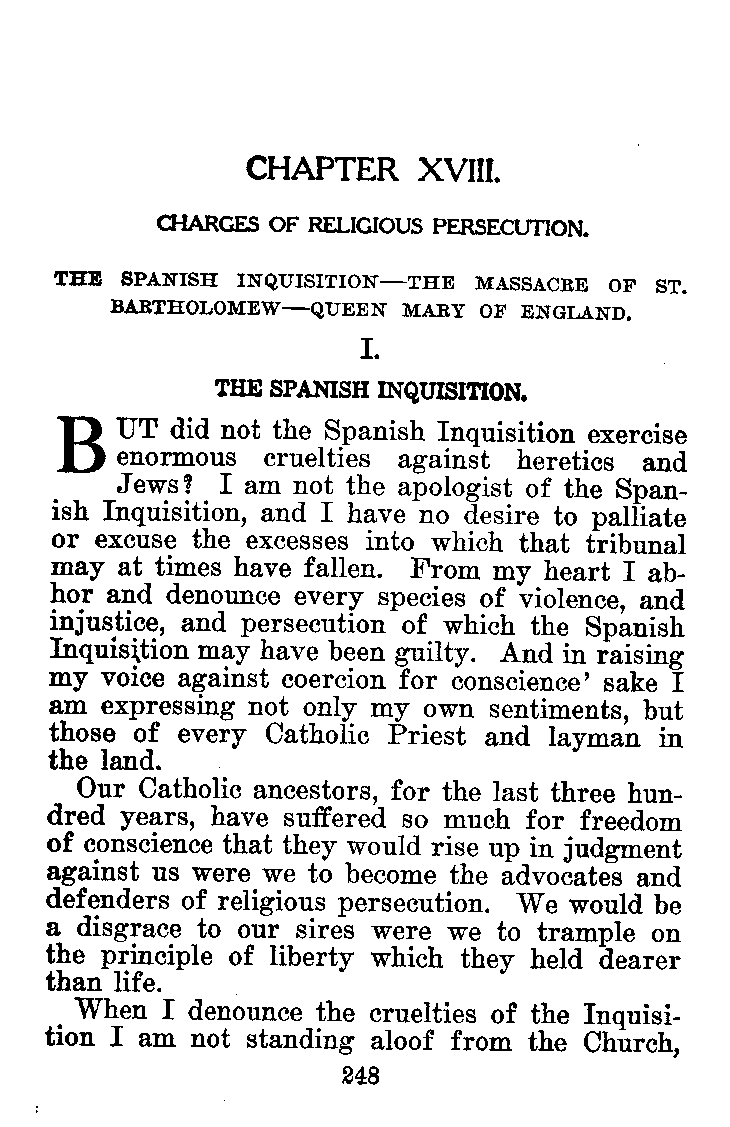 CHAPTER XVIII.
CHARGES OF RELIGIOUS PERSECUTION.
THE SPANISH INQUISITION—THE MASSACRE OF ST.
BARTHOLOMEW—QUEEN MARY OF ENGLAND.
I.
THE SPANISH INQUISITION.
BUT did not the Spanish Inquisition exercise
enormous cruelties against heretics and
Jews? I am not the apologist of the Span-
ish Inquisition, and I have no desire to palliate
or excuse the excesses into which that tribunal
may at times have fallen. From my heart I ab-
hor and denounce every species of violence, and
injustice, and persecution of which the Spanish
Inquisition may have been guilty. And in raising
my voice against coercion for conscience' sake I
am expressing not only my own sentiments, but
those of every Catholic Priest and layman in
the land.
Our Catholic ancestors, for the last three hun-
dred years, have suffered so much for freedom
of conscience that they would rise up in judgment
against us were we to become the advocates and
defenders of religious persecution. We would be
a disgrace to our sires were we to trample on
the principle of liberty which they held dearer
than life.
When I denounce the cruelties of the Inquisi-
tion I am not standing aloof from the Church,
248